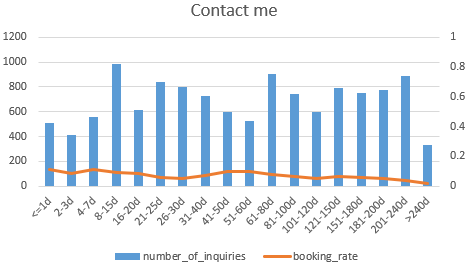 Contact me
1200
1000
800
600
400
200
0
1
0.8
0.6
0.4
0.2
0
<=1d
2-3d
4-7d
8-15d
16-20d
21-25d
26-30d
31-40d
41-50d
51-60d
61-80d
81-100d
101-120d
121-150d
151-180d
181-200d
201-240d
>240d
number_of_inquiries
booking_rate